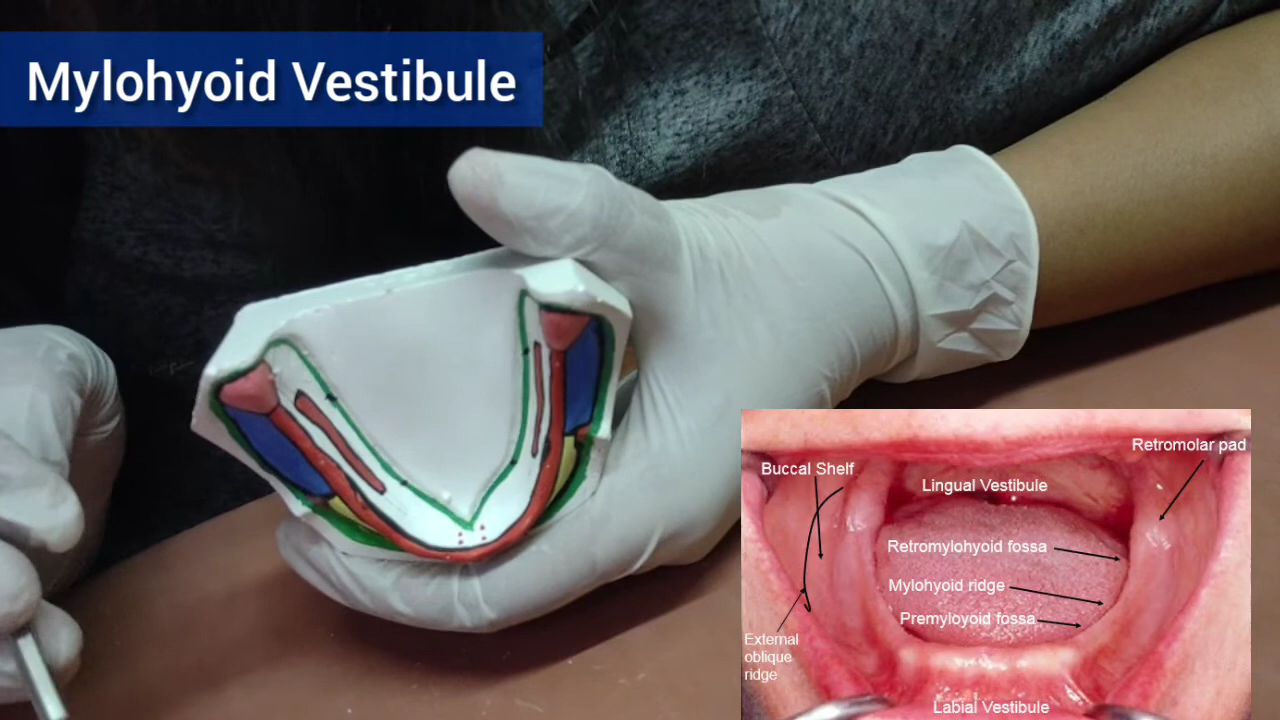 Mylohyoid Vestibule
Retromolar pad
Buccal Shelf
Lingual Vestibule
Retromylohyoid fossa
Mylohyoid ridge
Premyloyoid fossa
External
oblique
ridge
Labial Vestibule